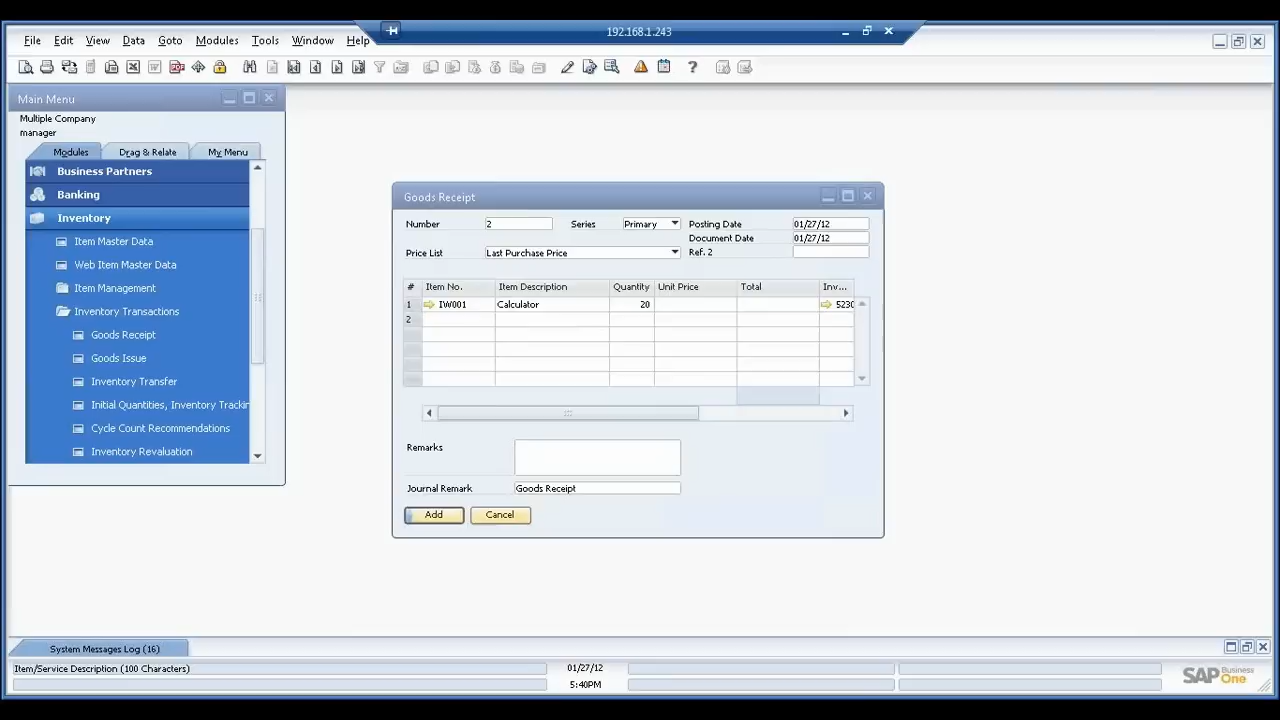 192.168.1.243
File Edit View Data Goto Modules Tools Window Help
Main Menu
Multiple Company
manager
Modules Drag & Relate My Menu
Business Partners
Banking
Inventory
Item Master Data
Web Item Master Data
Item Management
Inventory Transactions
Goods Receipt
Goods Issue
Inventory Transfer
Initial Quantities, Inventory Trackin
Cycle Count Recommendations
Inventory Revaluation
Goods Receipt
Number 2 Series Primary Posting Date 01/27/12
Document Date 01/27/12
Price List Last Purchase Price Ref. 2
# Item No. Item Description Quantity Unit Price Total Inv...
1 IW001 Calculator 20 5230
2
Remarks
Journal Remark Goods Receipt
Add Cancel
System Messages Log (16)
Item/Service Description (100 Characters) 01/27/12
5:40PM
SAP Business One